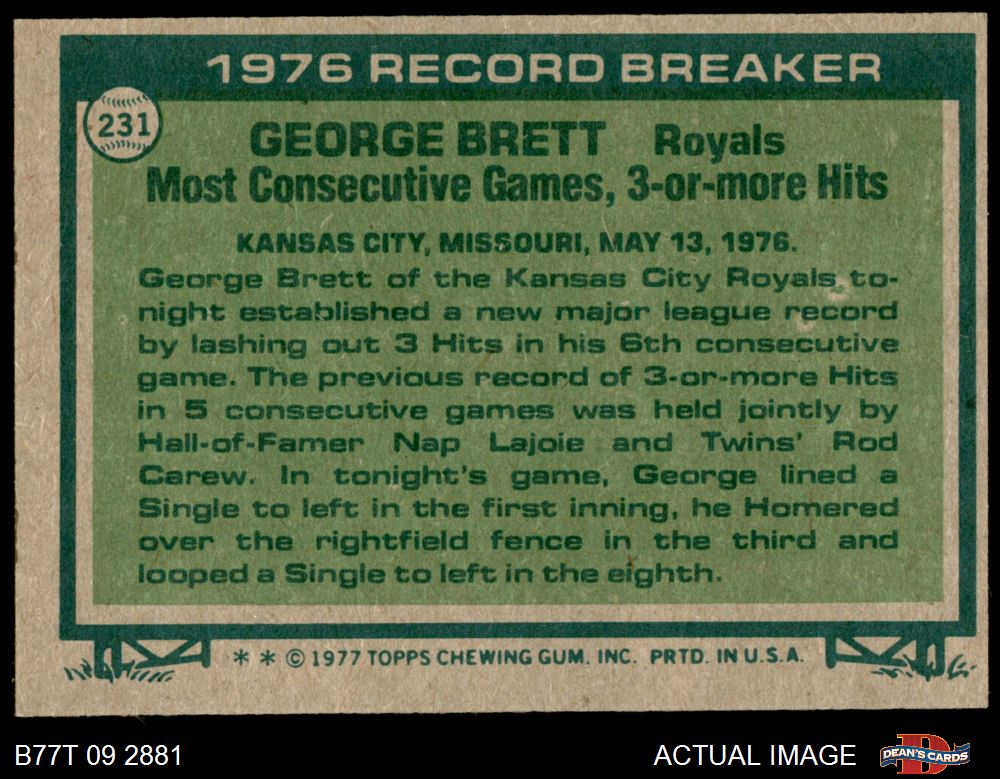 1976 RECORD BREAKER
231
GEORGE BRETT Royals
Most Consecutive Games, 3-or-more Hits
KANSAS CITY, MISSOURI, MAY 13, 1976.
George Brett of the Kansas City Royals to-
night established a new major league record
by lashing out 3 Hits in his 6th consecutive
game. The previous record of 3-or-more Hits
in 5 consecutive games was held jointly by
Hall-of-Famer Nap Lajoie and Twins' Rod
Carew. In tonight's game, George lined a
Single to left in the first inning, he Homered
over the rightfield fence in the third and
looped a Single to left in the eighth.
* * © 1977 TOPPS CHEWING GUM, INC. PRTD. IN U.S.A.
B77T 09 2881
ACTUAL IMAGE
D
DEAN'S CARDS